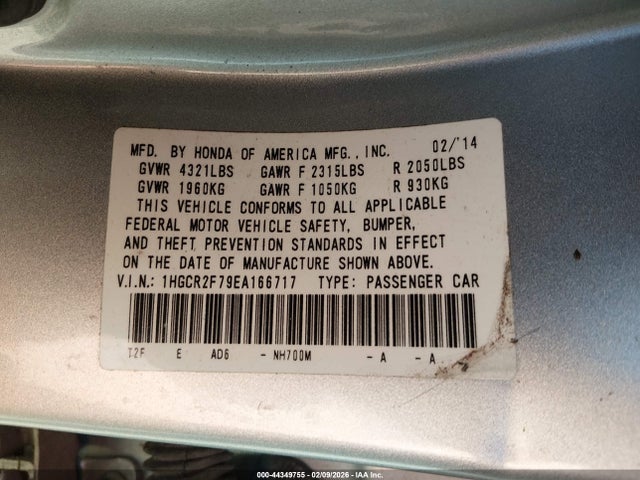 MFD. BY HONDA OF AMERICA MFG., INC. 02/'14
GVWR 4321LBS GAWR F 2315LBS R 2050LBS
GVWR 1960KG GAWR F 1050KG R 930KG
THIS VEHICLE CONFORMS TO ALL APPLICABLE
FEDERAL MOTOR VEHICLE SAFETY, BUMPER,
AND THEFT PREVENTION STANDARDS IN EFFECT
ON THE DATE OF MANUFACTURE SHOWN ABOVE.
V.I.N.: 1HGCR2F79EA166717 TYPE: PASSENGER CAR
T2F E AD6 - NH700M - A - A
000-44349755 - 02/09/2026 - IAA Inc.